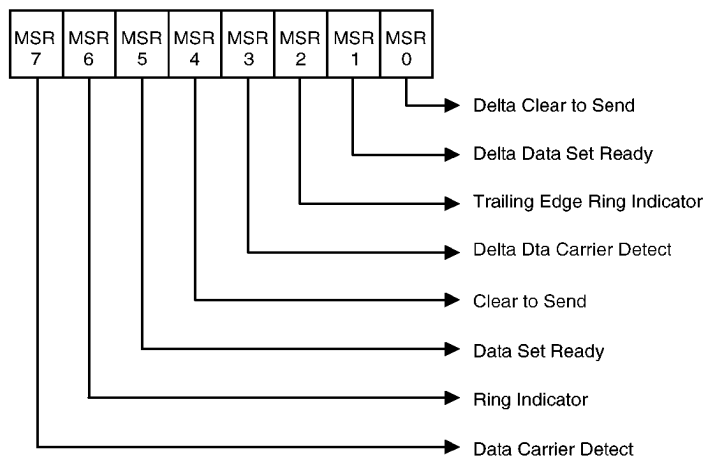 MSR MSR MSR MSR MSR MSR MSR MSR
7 6 5 4 3 2 1 0
Delta Clear to Send
Delta Data Set Ready
Trailing Edge Ring Indicator
Delta Dta Carrier Detect
Clear to Send
Data Set Ready
Ring Indicator
Data Carrier Detect